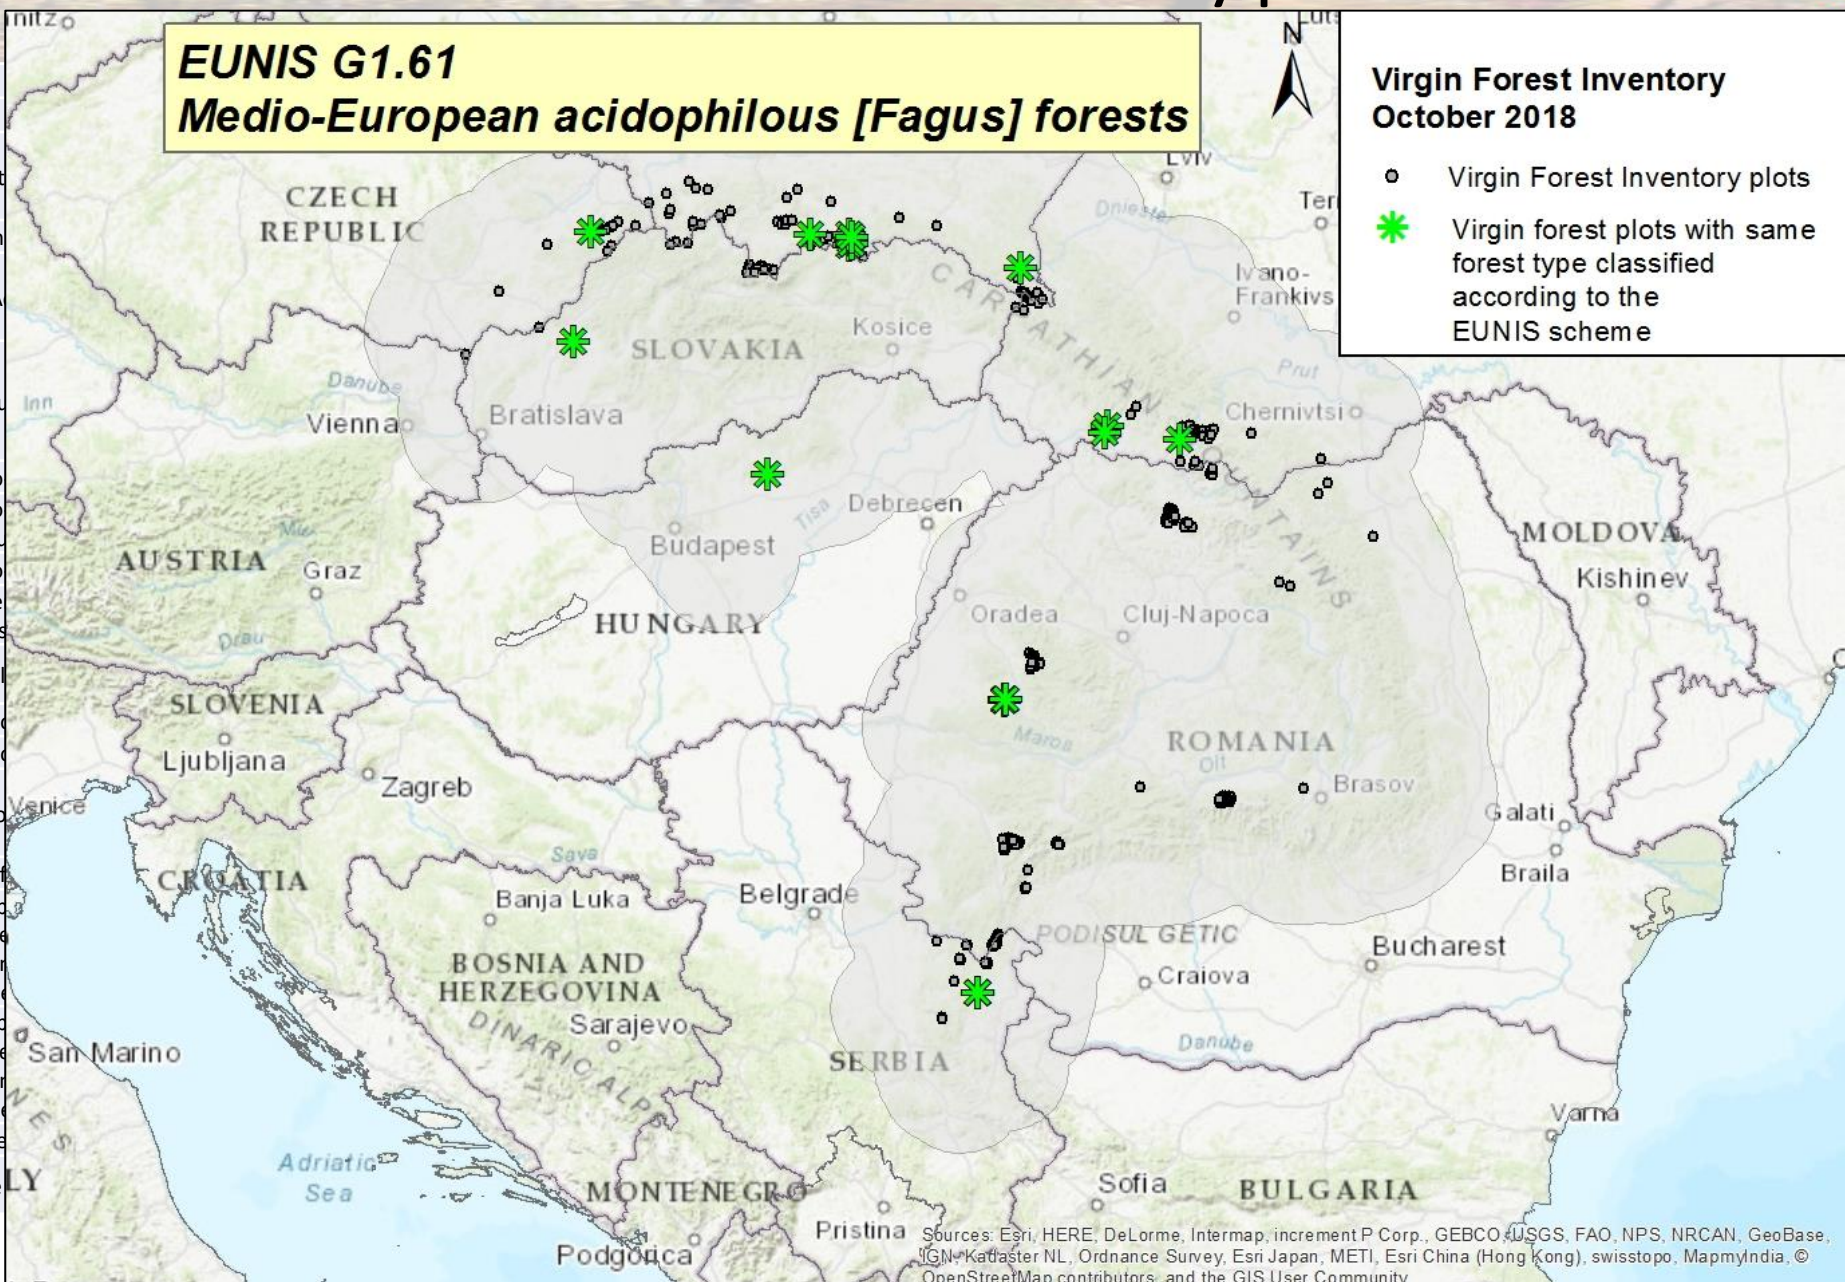 EUNIS G1.61
Medio-European acidophilous [Fagus] forests
N
Virgin Forest Inventory
October 2018
Virgin Forest Inventory plots
Virgin forest plots with same
forest type classified
according to the
EUNIS scheme
CZECH
REPUBLIC
Lviv
Dniester
Ivano-
Frankivs
CARPATHIAN MOUNTAINS
Kosice
SLOVAKIA
Prut
Danube
Inn
Vienna
Bratislava
Chernivtsi
Debrecen
Tisa
Budapest
MOLDOVA
Mur
AUSTRIA
Graz
Kishinev
HUNGARY
Oradea
Cluj-Napoca
Drau
SLOVENIA
Ljubljana
Maros
ROMANIA
Olt
Zagreb
Brasov
Venice
Galati
Sava
Braila
CROATIA
Banja Luka
Belgrade
PODISUL GETIC
Bucharest
BOSNIA AND
HERZEGOVINA
Craiova
DINARIC ALPS
Sarajevo
San Marino
SERBIA
Danube
Varna
Adriatic
Sea
LY
MONTENEGRO
Sofia
BULGARIA
Pristina
Podgorica
Sources: Esri, HERE, DeLorme, Intermap, increment P Corp., GEBCO, USGS, FAO, NPS, NRCAN, GeoBase,
IGN, Kadaster NL, Ordnance Survey, Esri Japan, METI, Esri China (Hong Kong), swisstopo, MapmyIndia, ©
OpenStreetMap contributors, and the GIS User Community